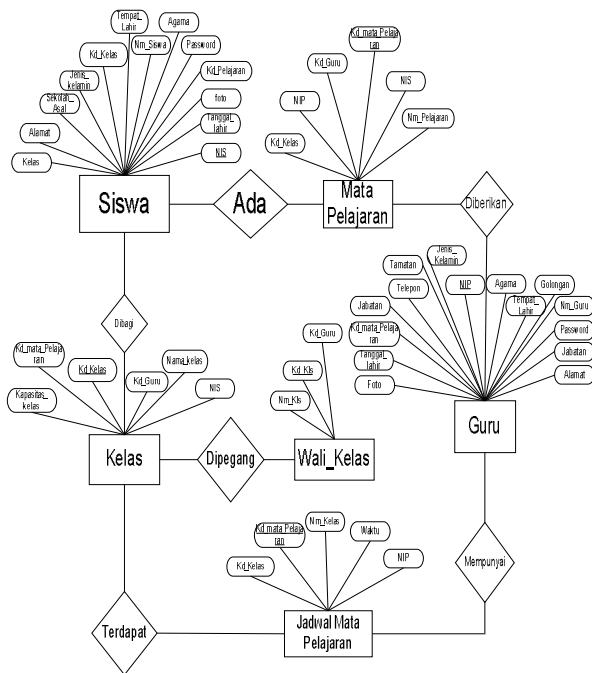 Tempat_
Lahir
Agama
Kd_Kelas
Nm_Siswa
Password
Jenis_
kelamin
Kd_Pelajaran
Sekolah_
Asal
foto
Alamat
Tanggal_
lahir
Kelas
NIS
Siswa
Ada
Kd_mata_Pelaja
ran
Kd_Guru
NIS
NIP
Nm_Pelajaran
Kd_Kelas
Mata
Pelajaran
Diberikan
Jenis_
Kelamin
Tamatan
NIP
Agama
Golongan
Telepon
Tempat_
Lahir
Nm_Guru
Jabatan
Password
Kd_mata_Pelaja
ran
Jabatan
Tanggal_
lahir
Alamat
Foto
Guru
Dibagi
Kd_mata_Pelaja
ran
Kd_Kelas
Nama_kelas
Kd_Guru
NIS
Kapasitas_
kelas
Kelas
Dipegang
Kd_Guru
Kd_Kls
Nm_Kls
Wali_Kelas
Mempunyai
Kd_mata_Pelaja
ran
Nm_Kelas
Waktu
Kd_Kelas
NIP
Jadwal Mata
Pelajaran
Terdapat